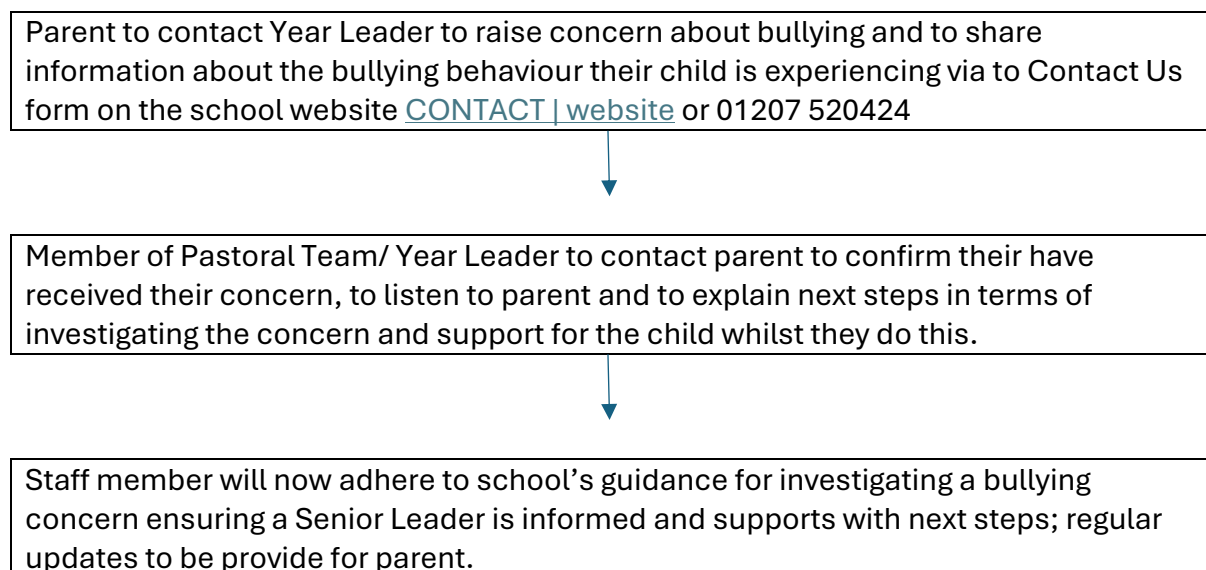 Parent to contact Year Leader to raise concern about bullying and to share
information about the bullying behaviour their child is experiencing via to Contact Us
form on the school website CONTACT | website or 01207 520424
Member of Pastoral Team/ Year Leader to contact parent to confirm their have
received their concern, to listen to parent and to explain next steps in terms of
investigating the concern and support for the child whilst they do this.
Staff member will now adhere to school’s guidance for investigating a bullying
concern ensuring a Senior Leader is informed and supports with next steps; regular
updates to be provide for parent.